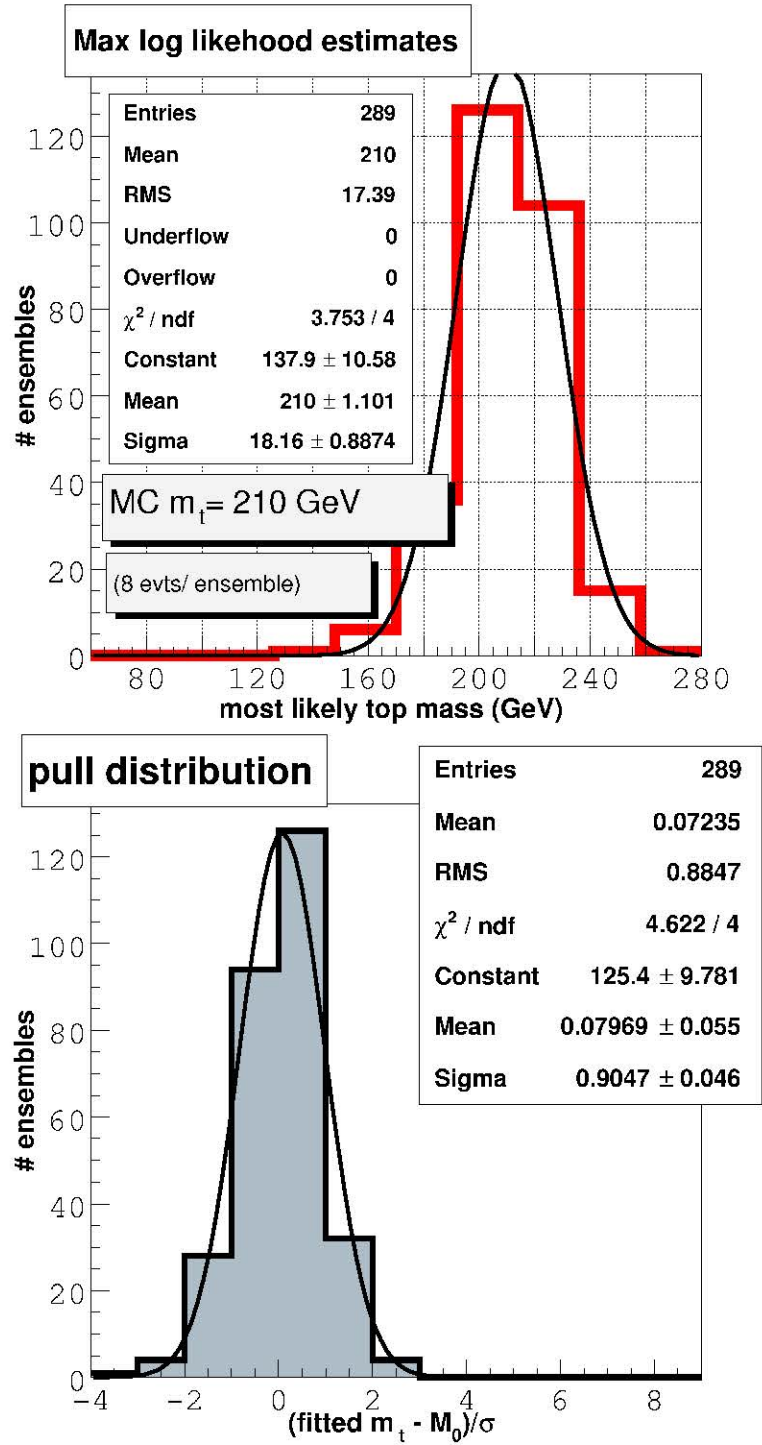 Max log likehood estimates
Entries 289
Mean 210
RMS 17.39
Underflow 0
Overflow 0
χ² / ndf 3.753 / 4
Constant 137.9 ± 10.58
Mean 210 ± 1.101
Sigma 18.16 ± 0.8874
MC m_t= 210 GeV
(8 evts/ ensemble)
# ensembles
120
100
80
60
40
20
0
80 120 160 200 240 280
most likely top mass (GeV)
pull distribution
Entries 289
Mean 0.07235
RMS 0.8847
χ² / ndf 4.622 / 4
Constant 125.4 ± 9.781
Mean 0.07969 ± 0.055
Sigma 0.9047 ± 0.046
# ensembles
120
100
80
60
40
20
0
-4 -2 0 2 4 6 8
(fitted m_t - M_0)/σ